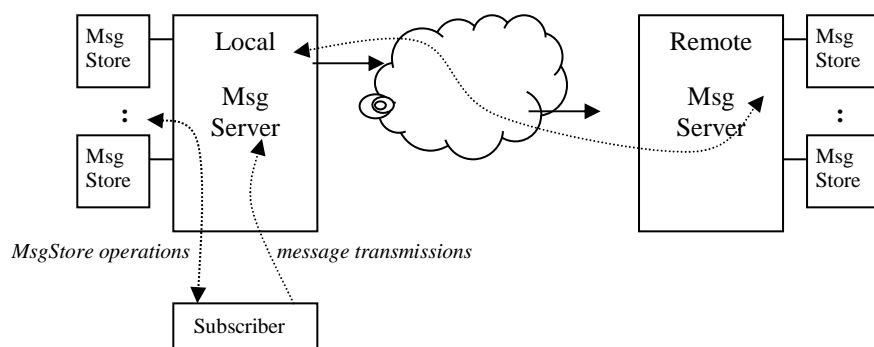 Msg
Store
:
Msg
Store
Local
Msg
Server
Remote
Msg
Server
Msg
Store
:
Msg
Store
MsgStore operations
message transmissions
Subscriber